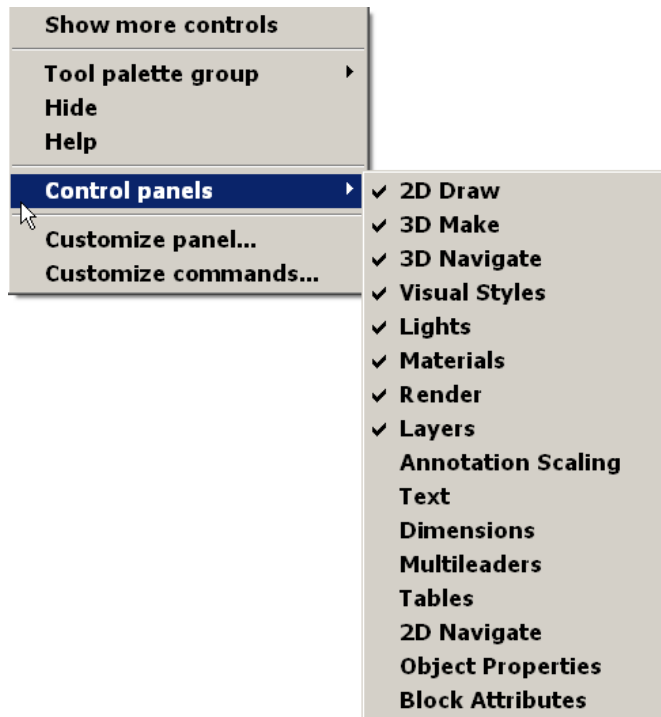 Show more controls
Tool palette group
Hide
Help
Control panels
Customize panel...
Customize commands...
2D Draw
3D Make
3D Navigate
Visual Styles
Lights
Materials
Render
Layers
Annotation Scaling
Text
Dimensions
Multileaders
Tables
2D Navigate
Object Properties
Block Attributes